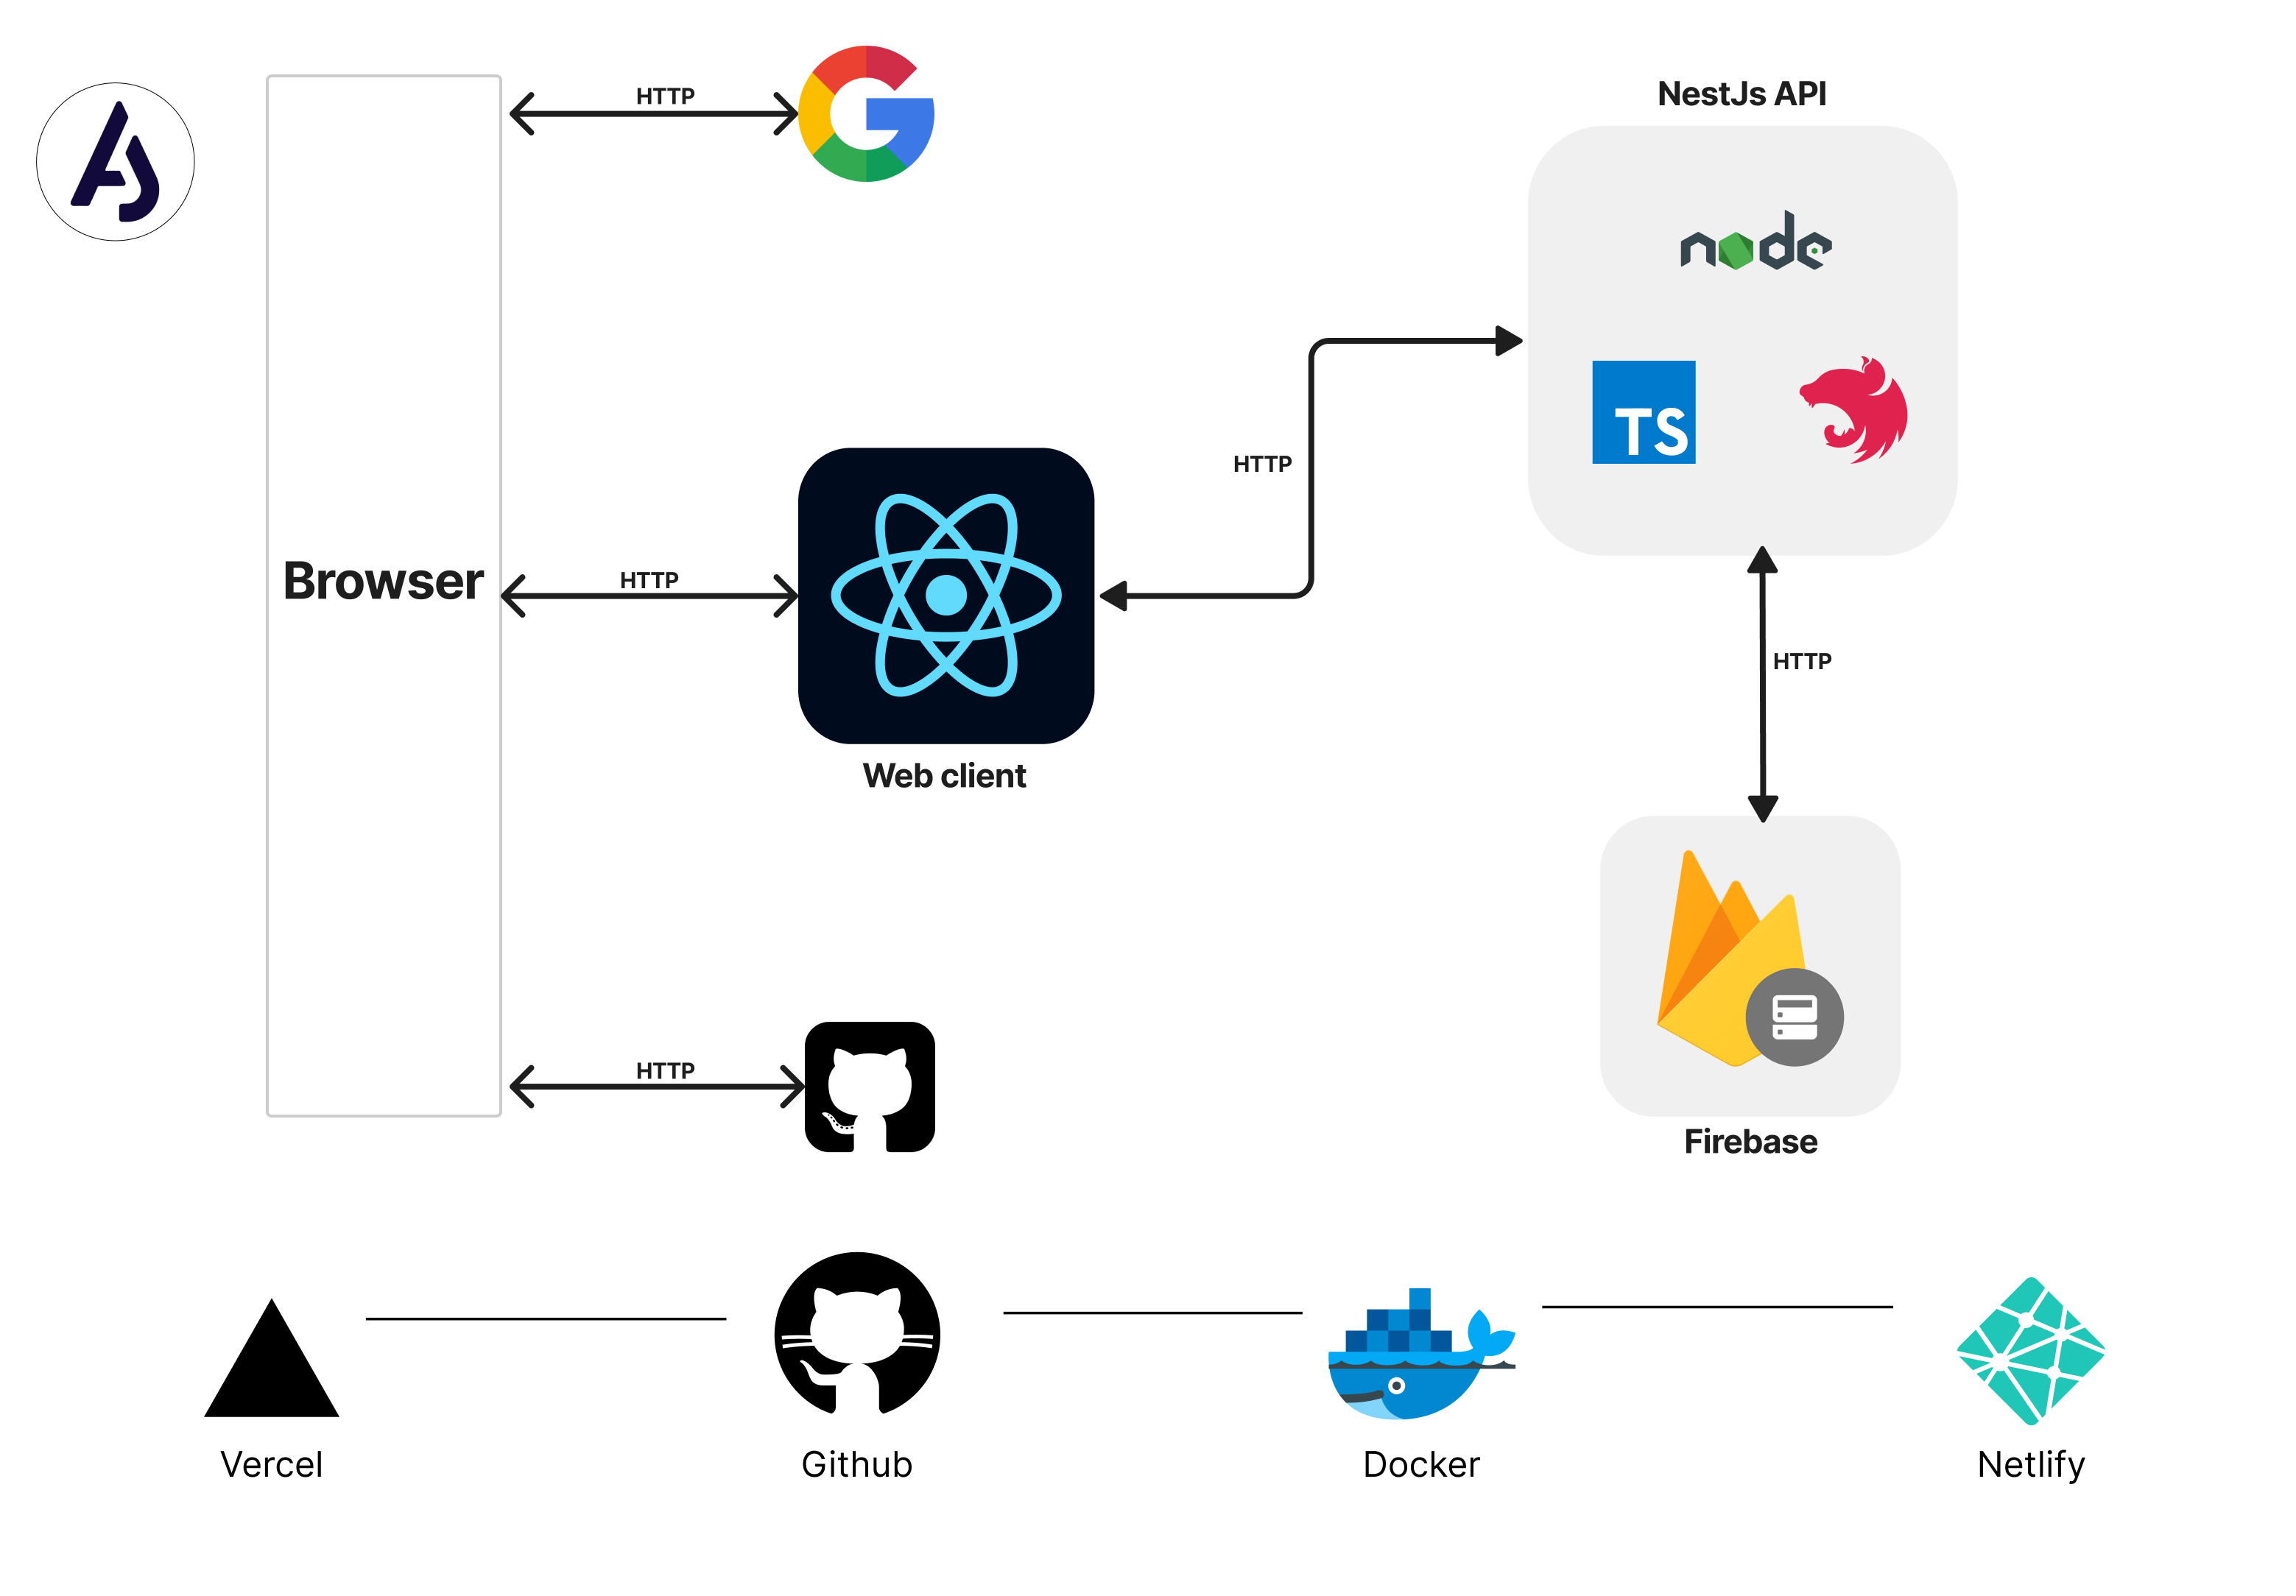 HTTP
NestJs API
node
TS
HTTP
Browser
HTTP
HTTP
Web client
HTTP
Firebase
Vercel
Github
Docker
Netlify